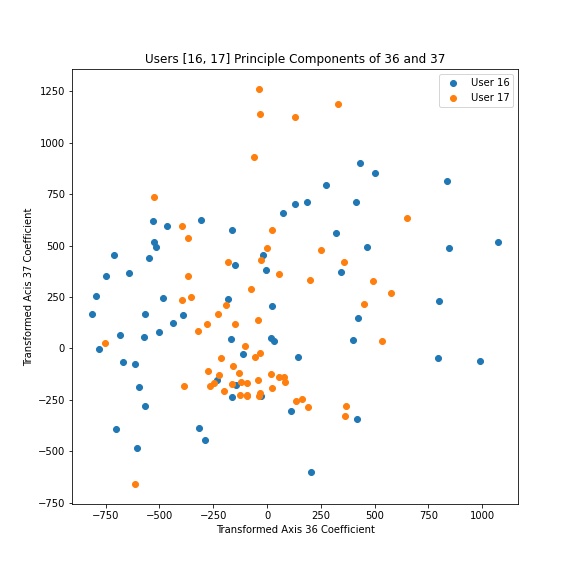 Users [16, 17] Principle Components of 36 and 37
User 16
User 17
Transformed Acis 37 Coefficient
1250
1000
750
500
250
0
−250
−500
−750
−750 −500 −250 0 250 500 750 1000
Transformed Axis 36 Coefficient